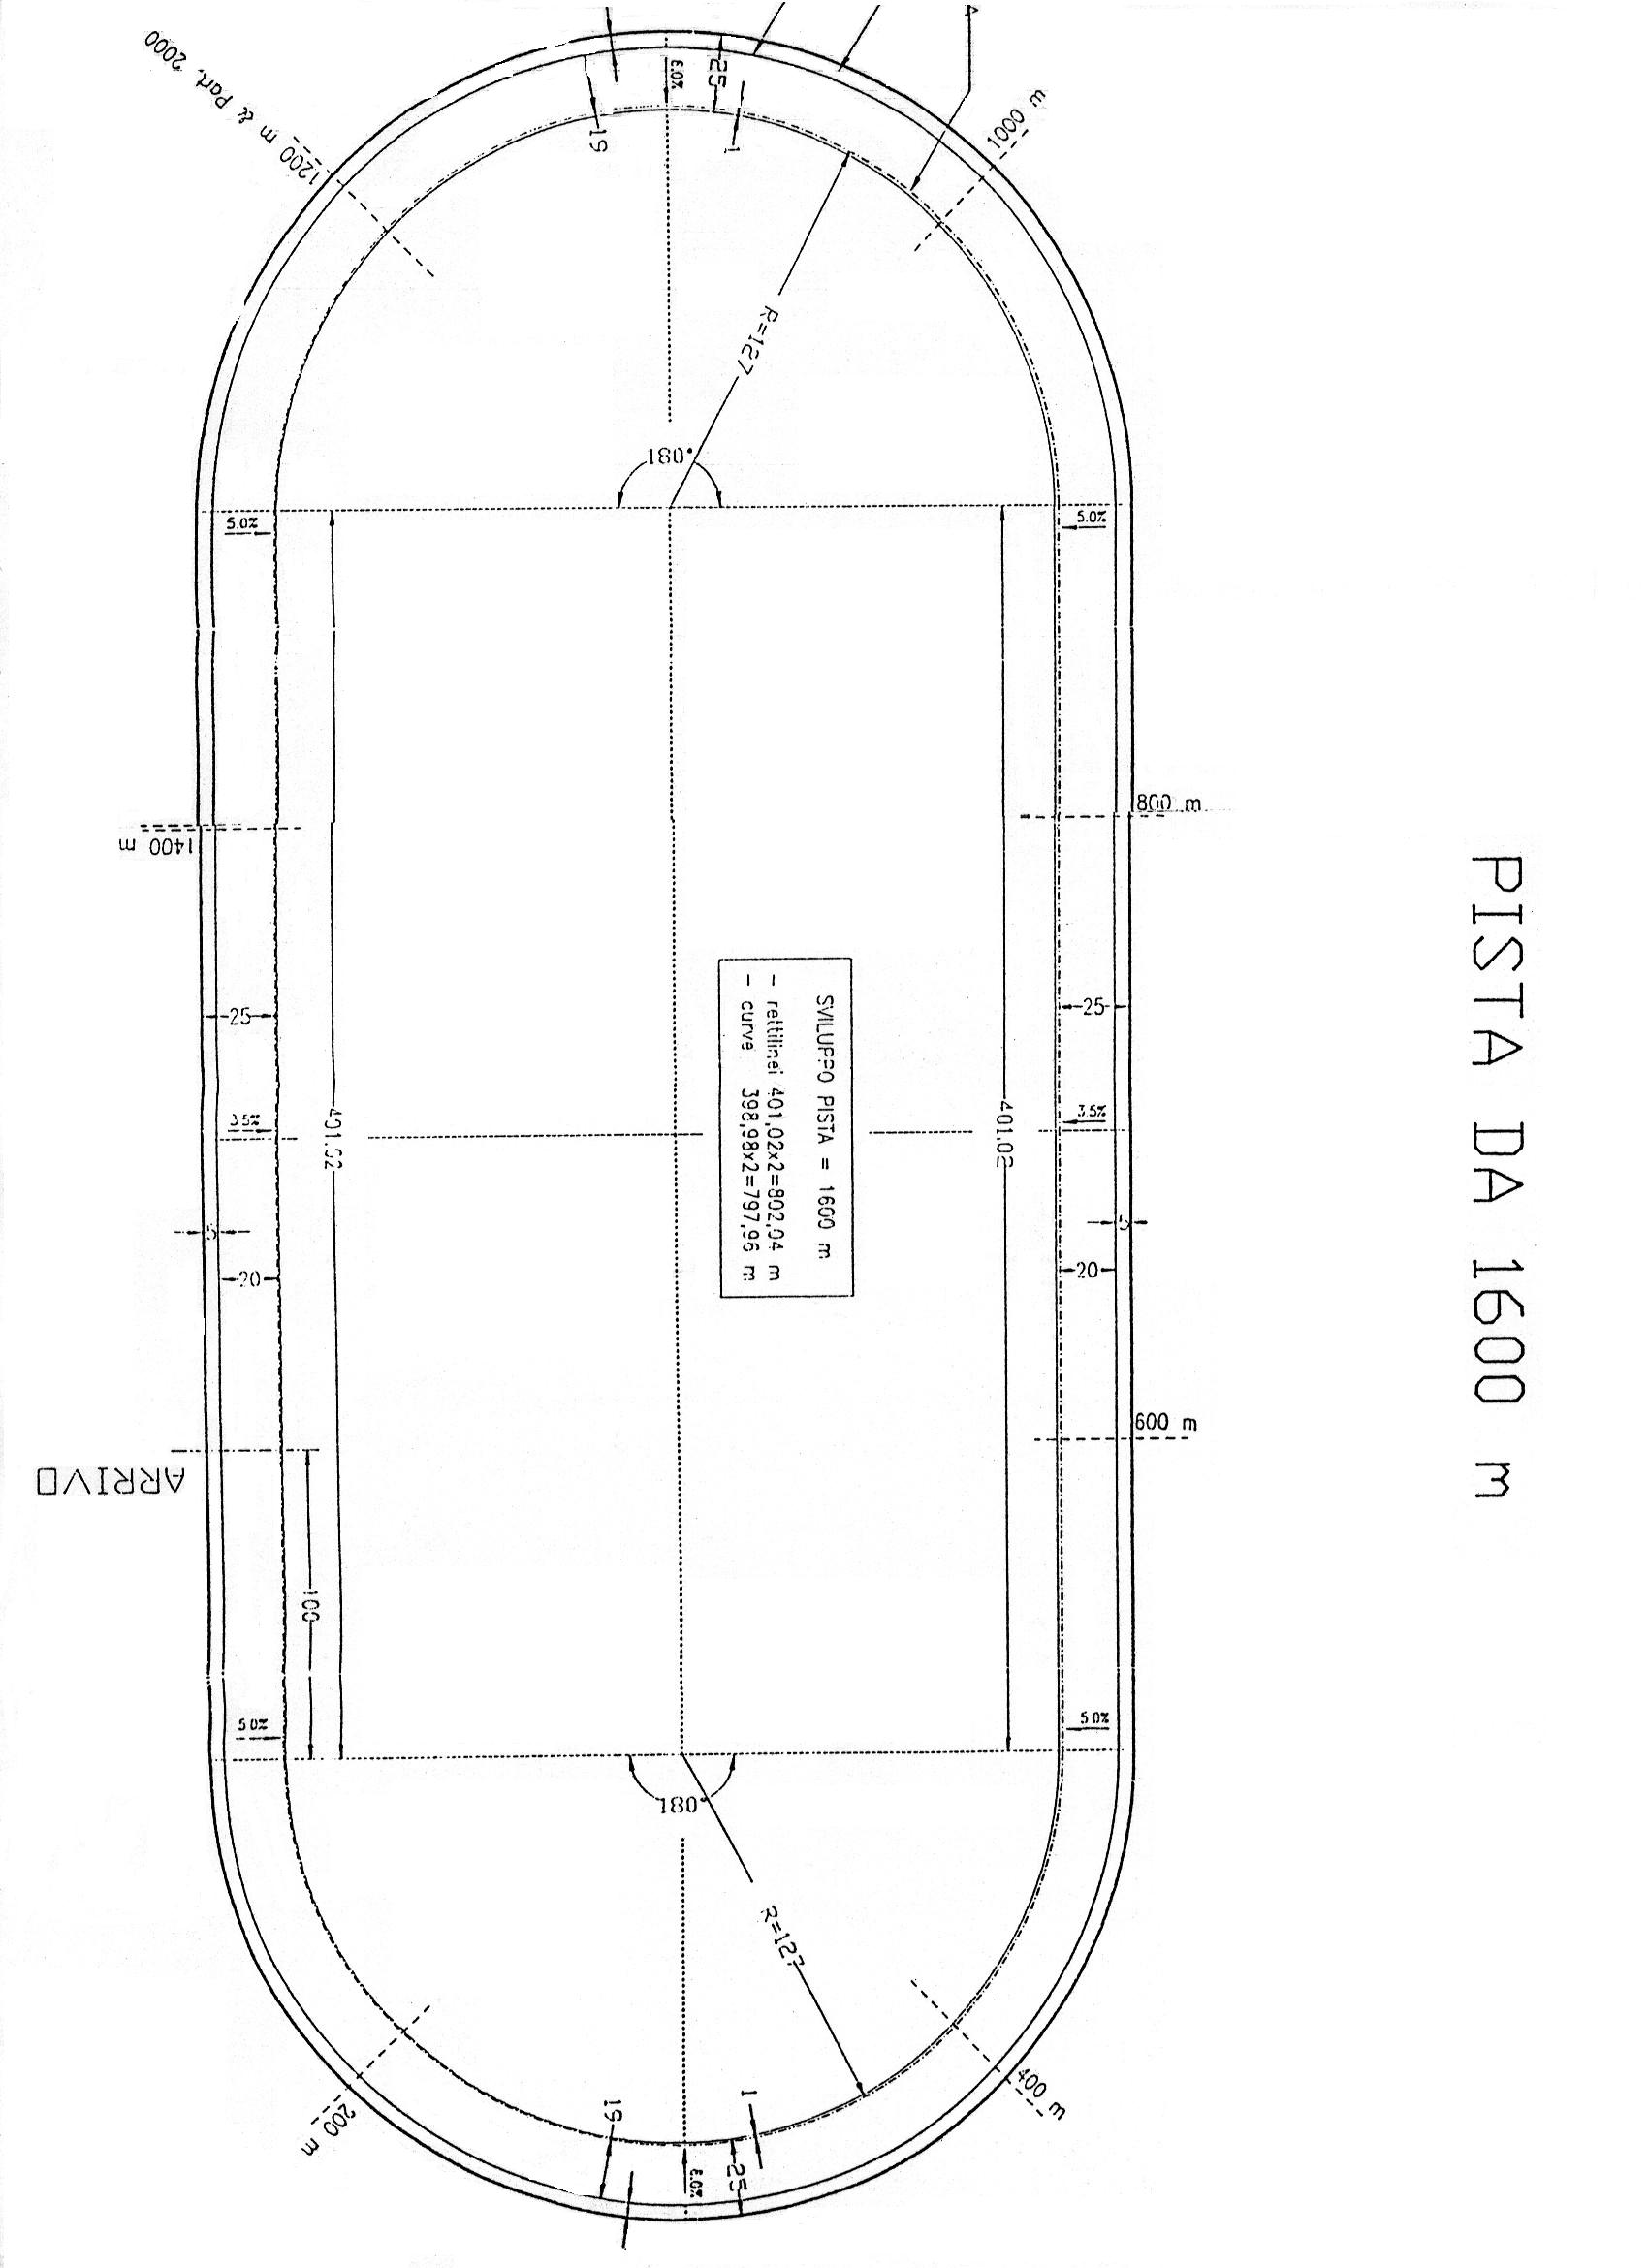 PISTA DA 1600 m
1200 m & Part. 2000
1000 m
19
6.0%
25
1
R=127
180°
5.0%
5.0%
1400 m
800 m
25
25
SVILUPPO PISTA = 1600 m
- rettilinei 401,02x2=802,04 m
- curve 398,98x2=797,96 m
3.5%
3.5%
401.02
401.02
5
5
20
20
ARRIVO
600 m
100
5.0%
5.0%
180°
R=127
200 m
400 m
19
6.0%
25
1